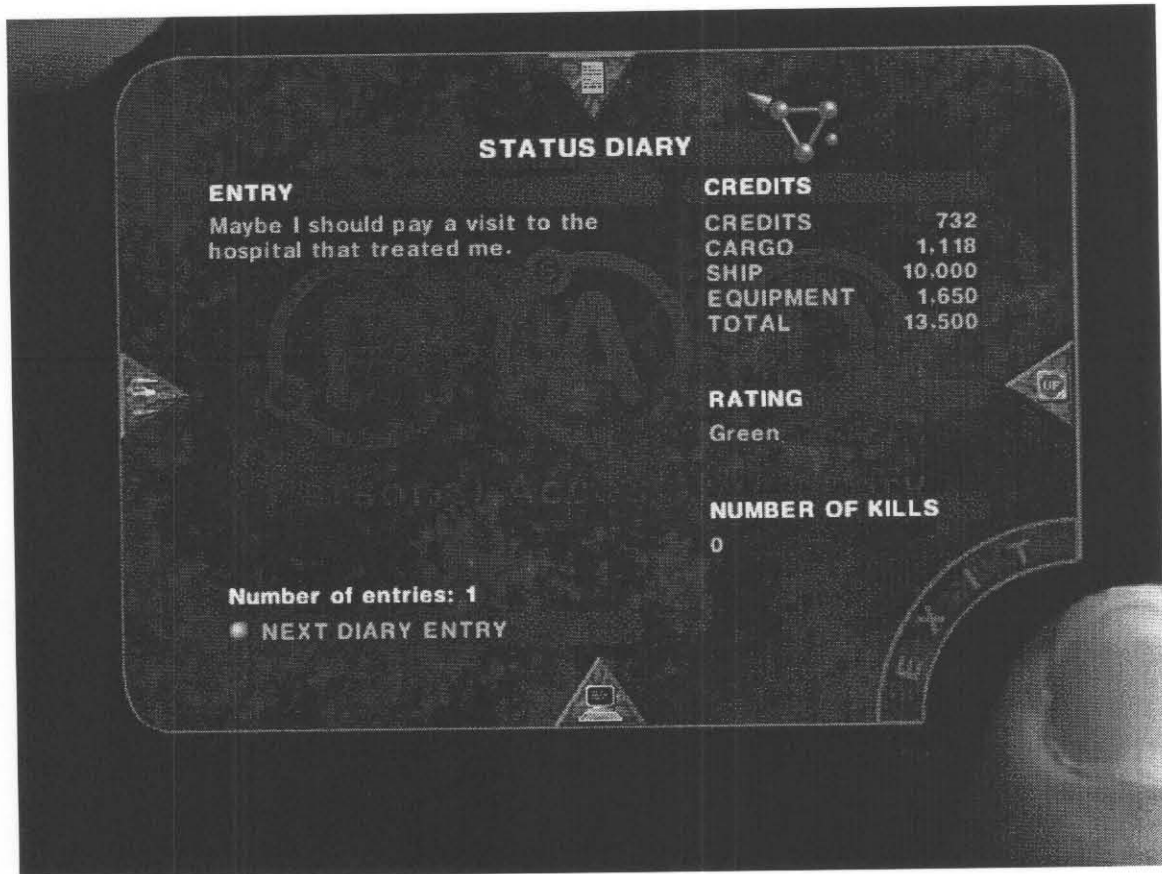 STATUS DIARY
ENTRY
Maybe I should pay a visit to the
hospital that treated me.
Number of entries: 1
NEXT DIARY ENTRY
CREDITS
CREDITS 732
CARGO 1.118
SHIP 10.000
EQUIPMENT 1.650
TOTAL 13.500
RATING
Green
NUMBER OF KILLS
0
UP
EXIT